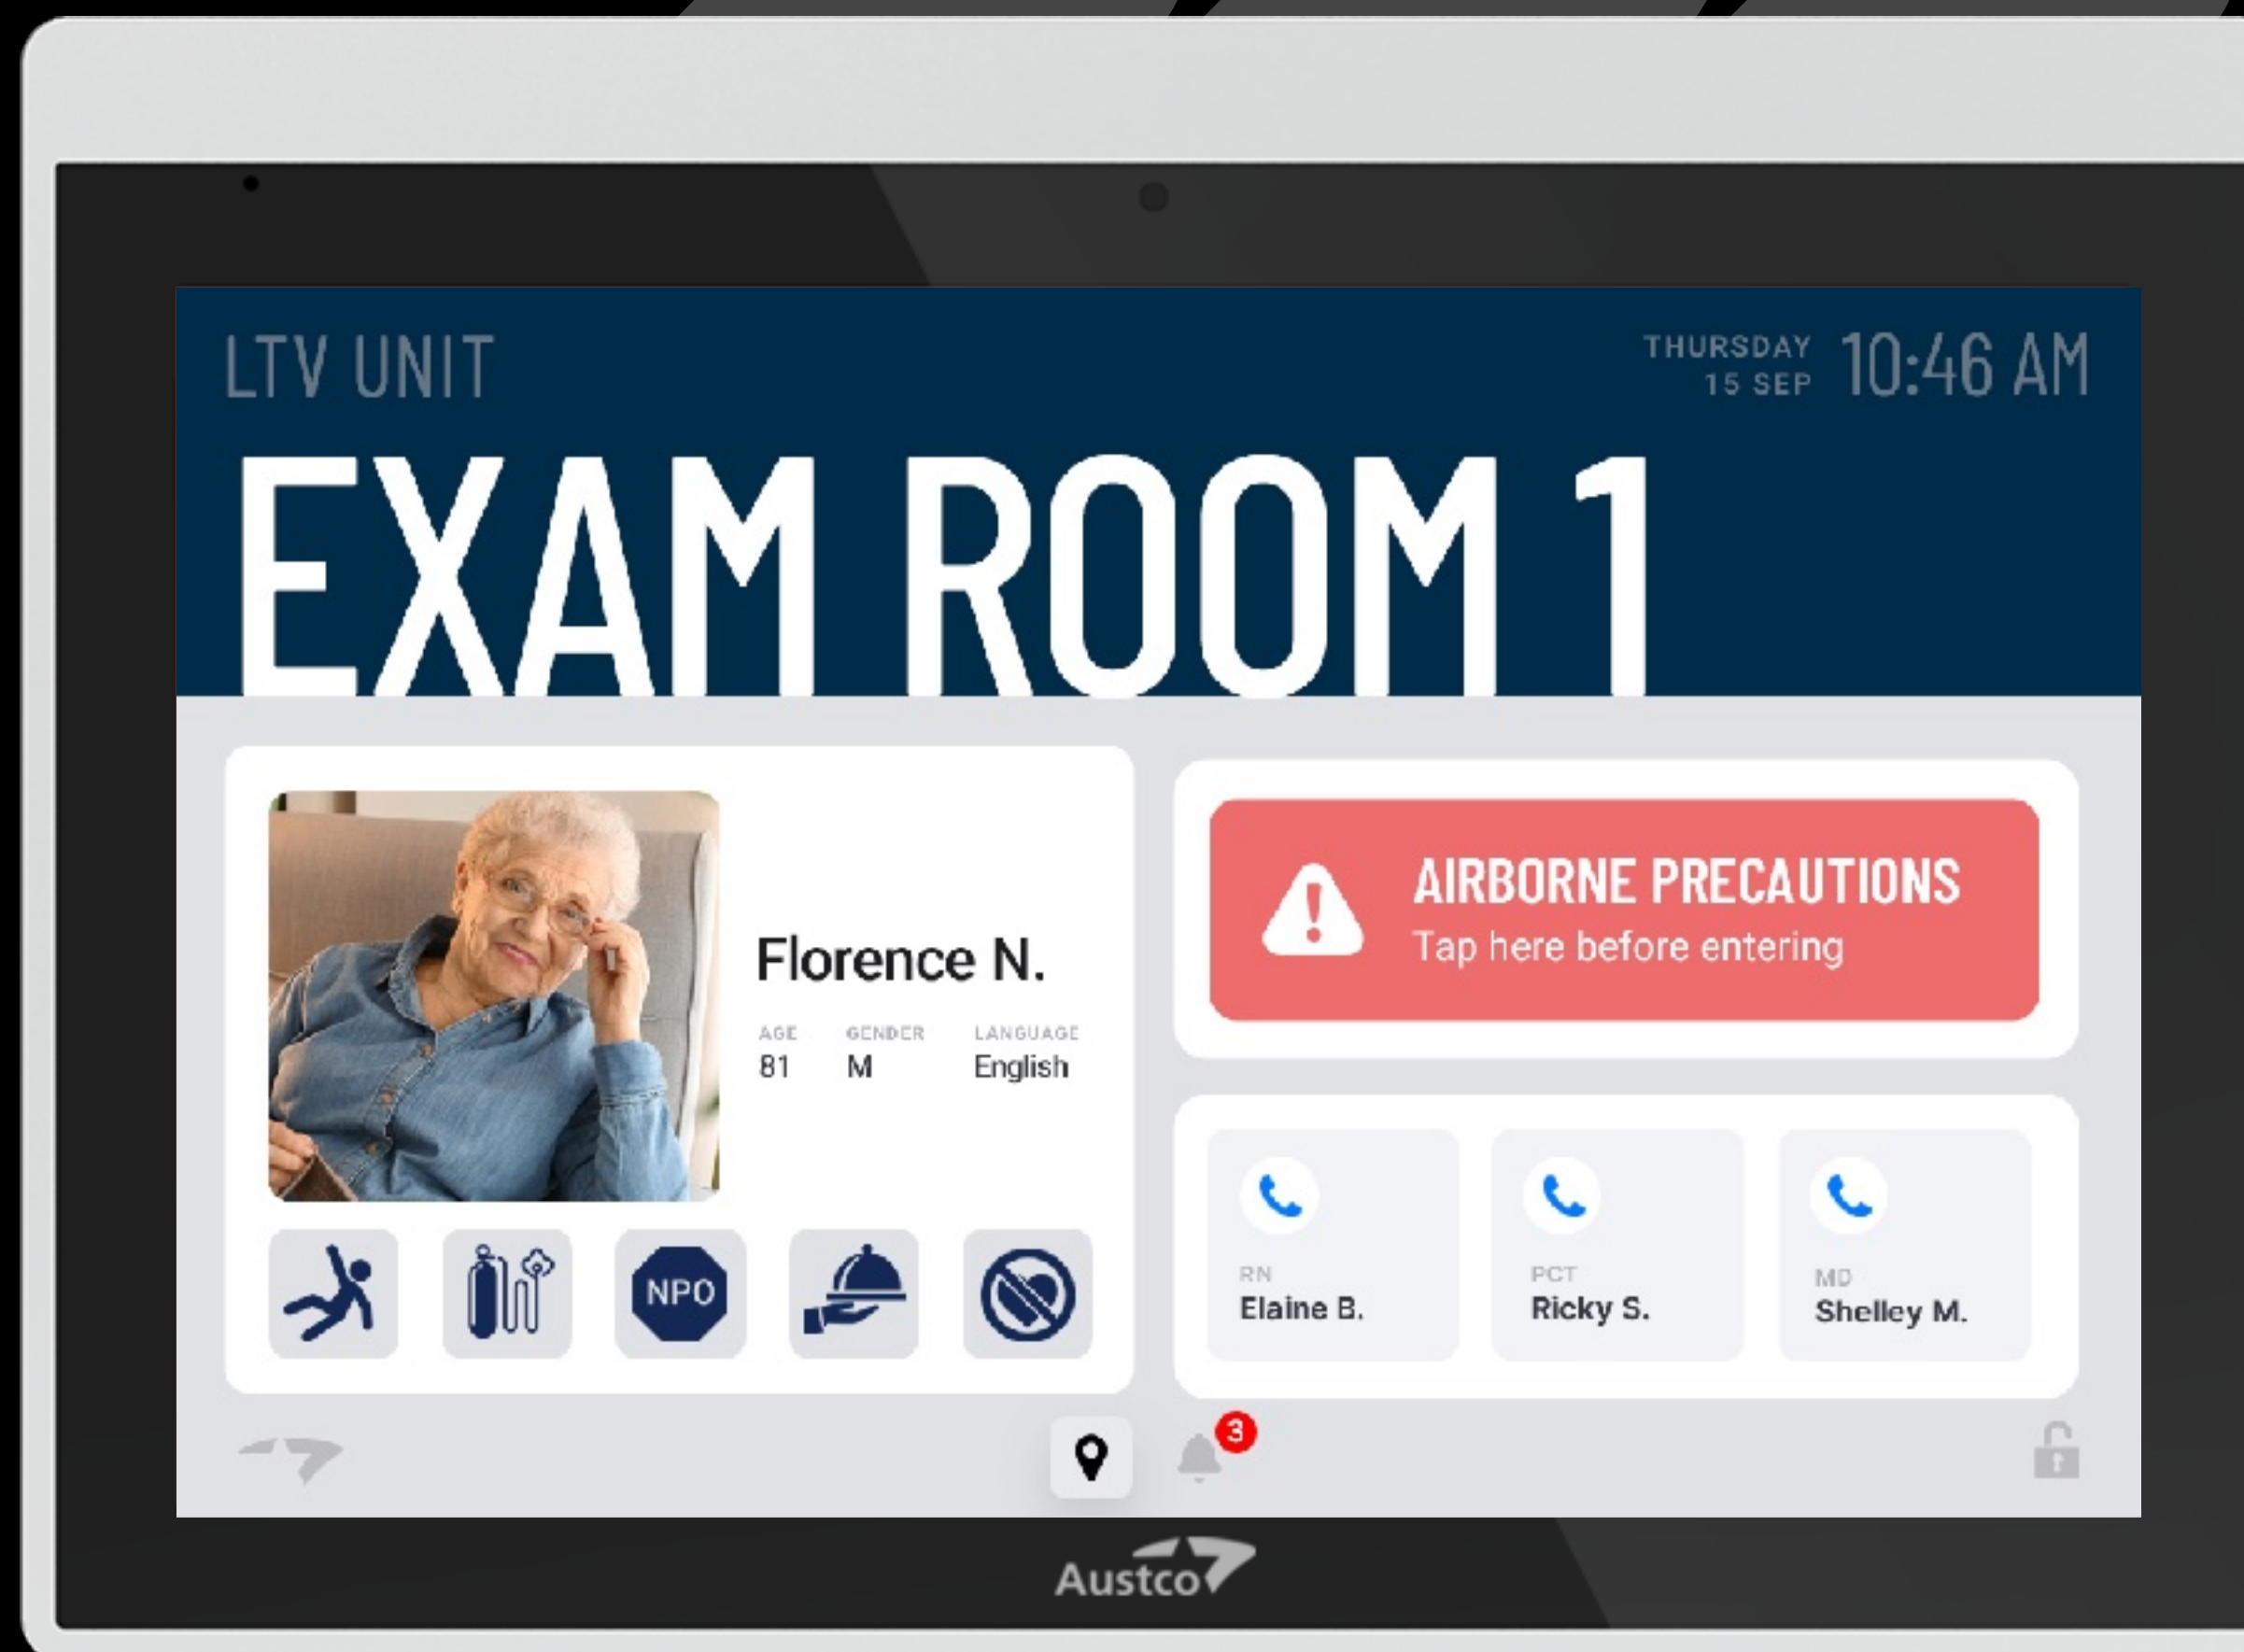 LTV UNIT
THURSDAY
15 SEP
10:46 AM
EXAM ROOM 1
Florence N.
AGE GENDER LANGUAGE
81 M English
NPO
AIRBORNE PRECAUTIONS
Tap here before entering
RN
Elaine B.
PCT
Ricky S.
MD
Shelley M.
3
Austco